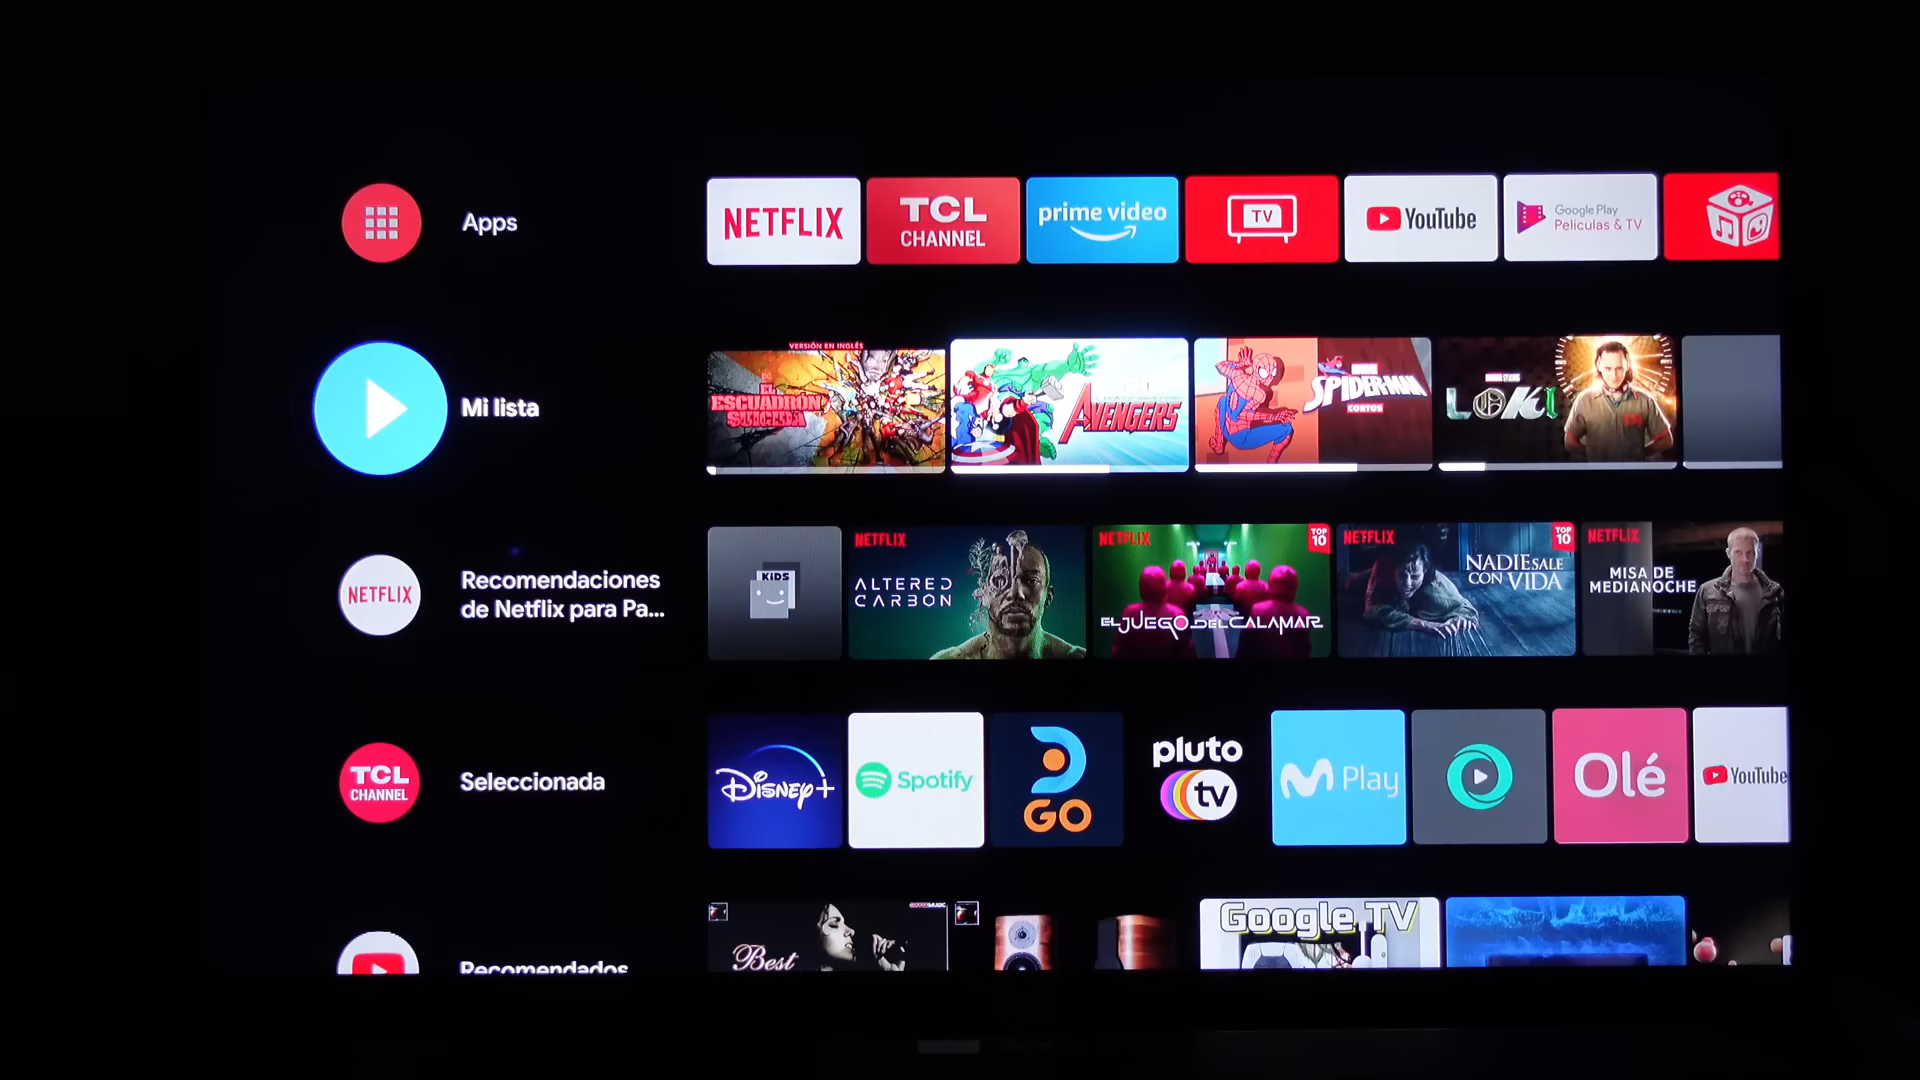 Apps
NETFLIX
TCL
CHANNEL
prime video
TV
YouTube
Google Play
Películas & TV
Mi lista
VERSIÓN EN INGLÉS
EL
ESCUADRÓN
SUICIDA
AVENGERS
MARVEL
SPIDER-MAN
CORTOS
LOKI
NETFLIX
Recomendaciones
de Netflix para Pa...
KiDS
NETFLIX
ALTERED
CARBON
NETFLIX
TOP
10
EL JUEGO DEL CALAMAR
NETFLIX
TOP
10
NADIE SALE
CON VIDA
NETFLIX
MISA DE
MEDIANOCHE
TCL
CHANNEL
Seleccionada
Disney+
Spotify
GO
pluto
tv
Play
Olé
YouTube
Recomendados
Best
Google TV